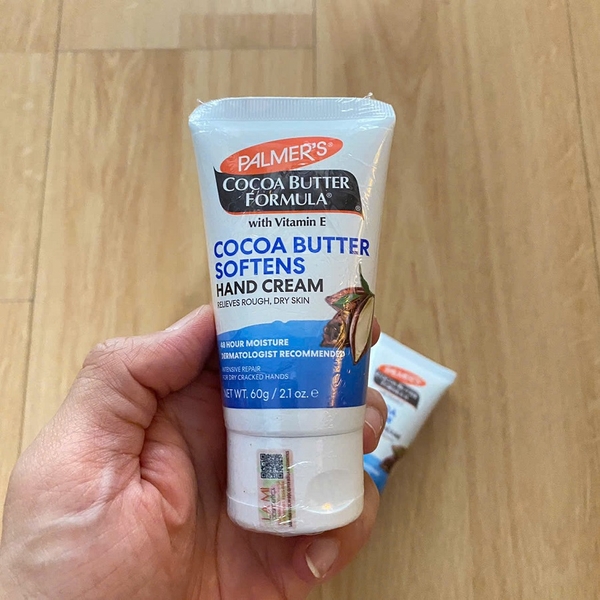 PALMER'S®
COCOA BUTTER
FORMULA®
with Vitamin E
COCOA BUTTER
SOFTENS
HAND CREAM
RELIEVES ROUGH, DRY SKIN
48 HOUR MOISTURE
DERMATOLOGIST RECOMMENDED
INTENSIVE REPAIR
FOR DRY CRACKED HANDS
NET WT. 60g / 2.1 oz. ℮
PALMER'S